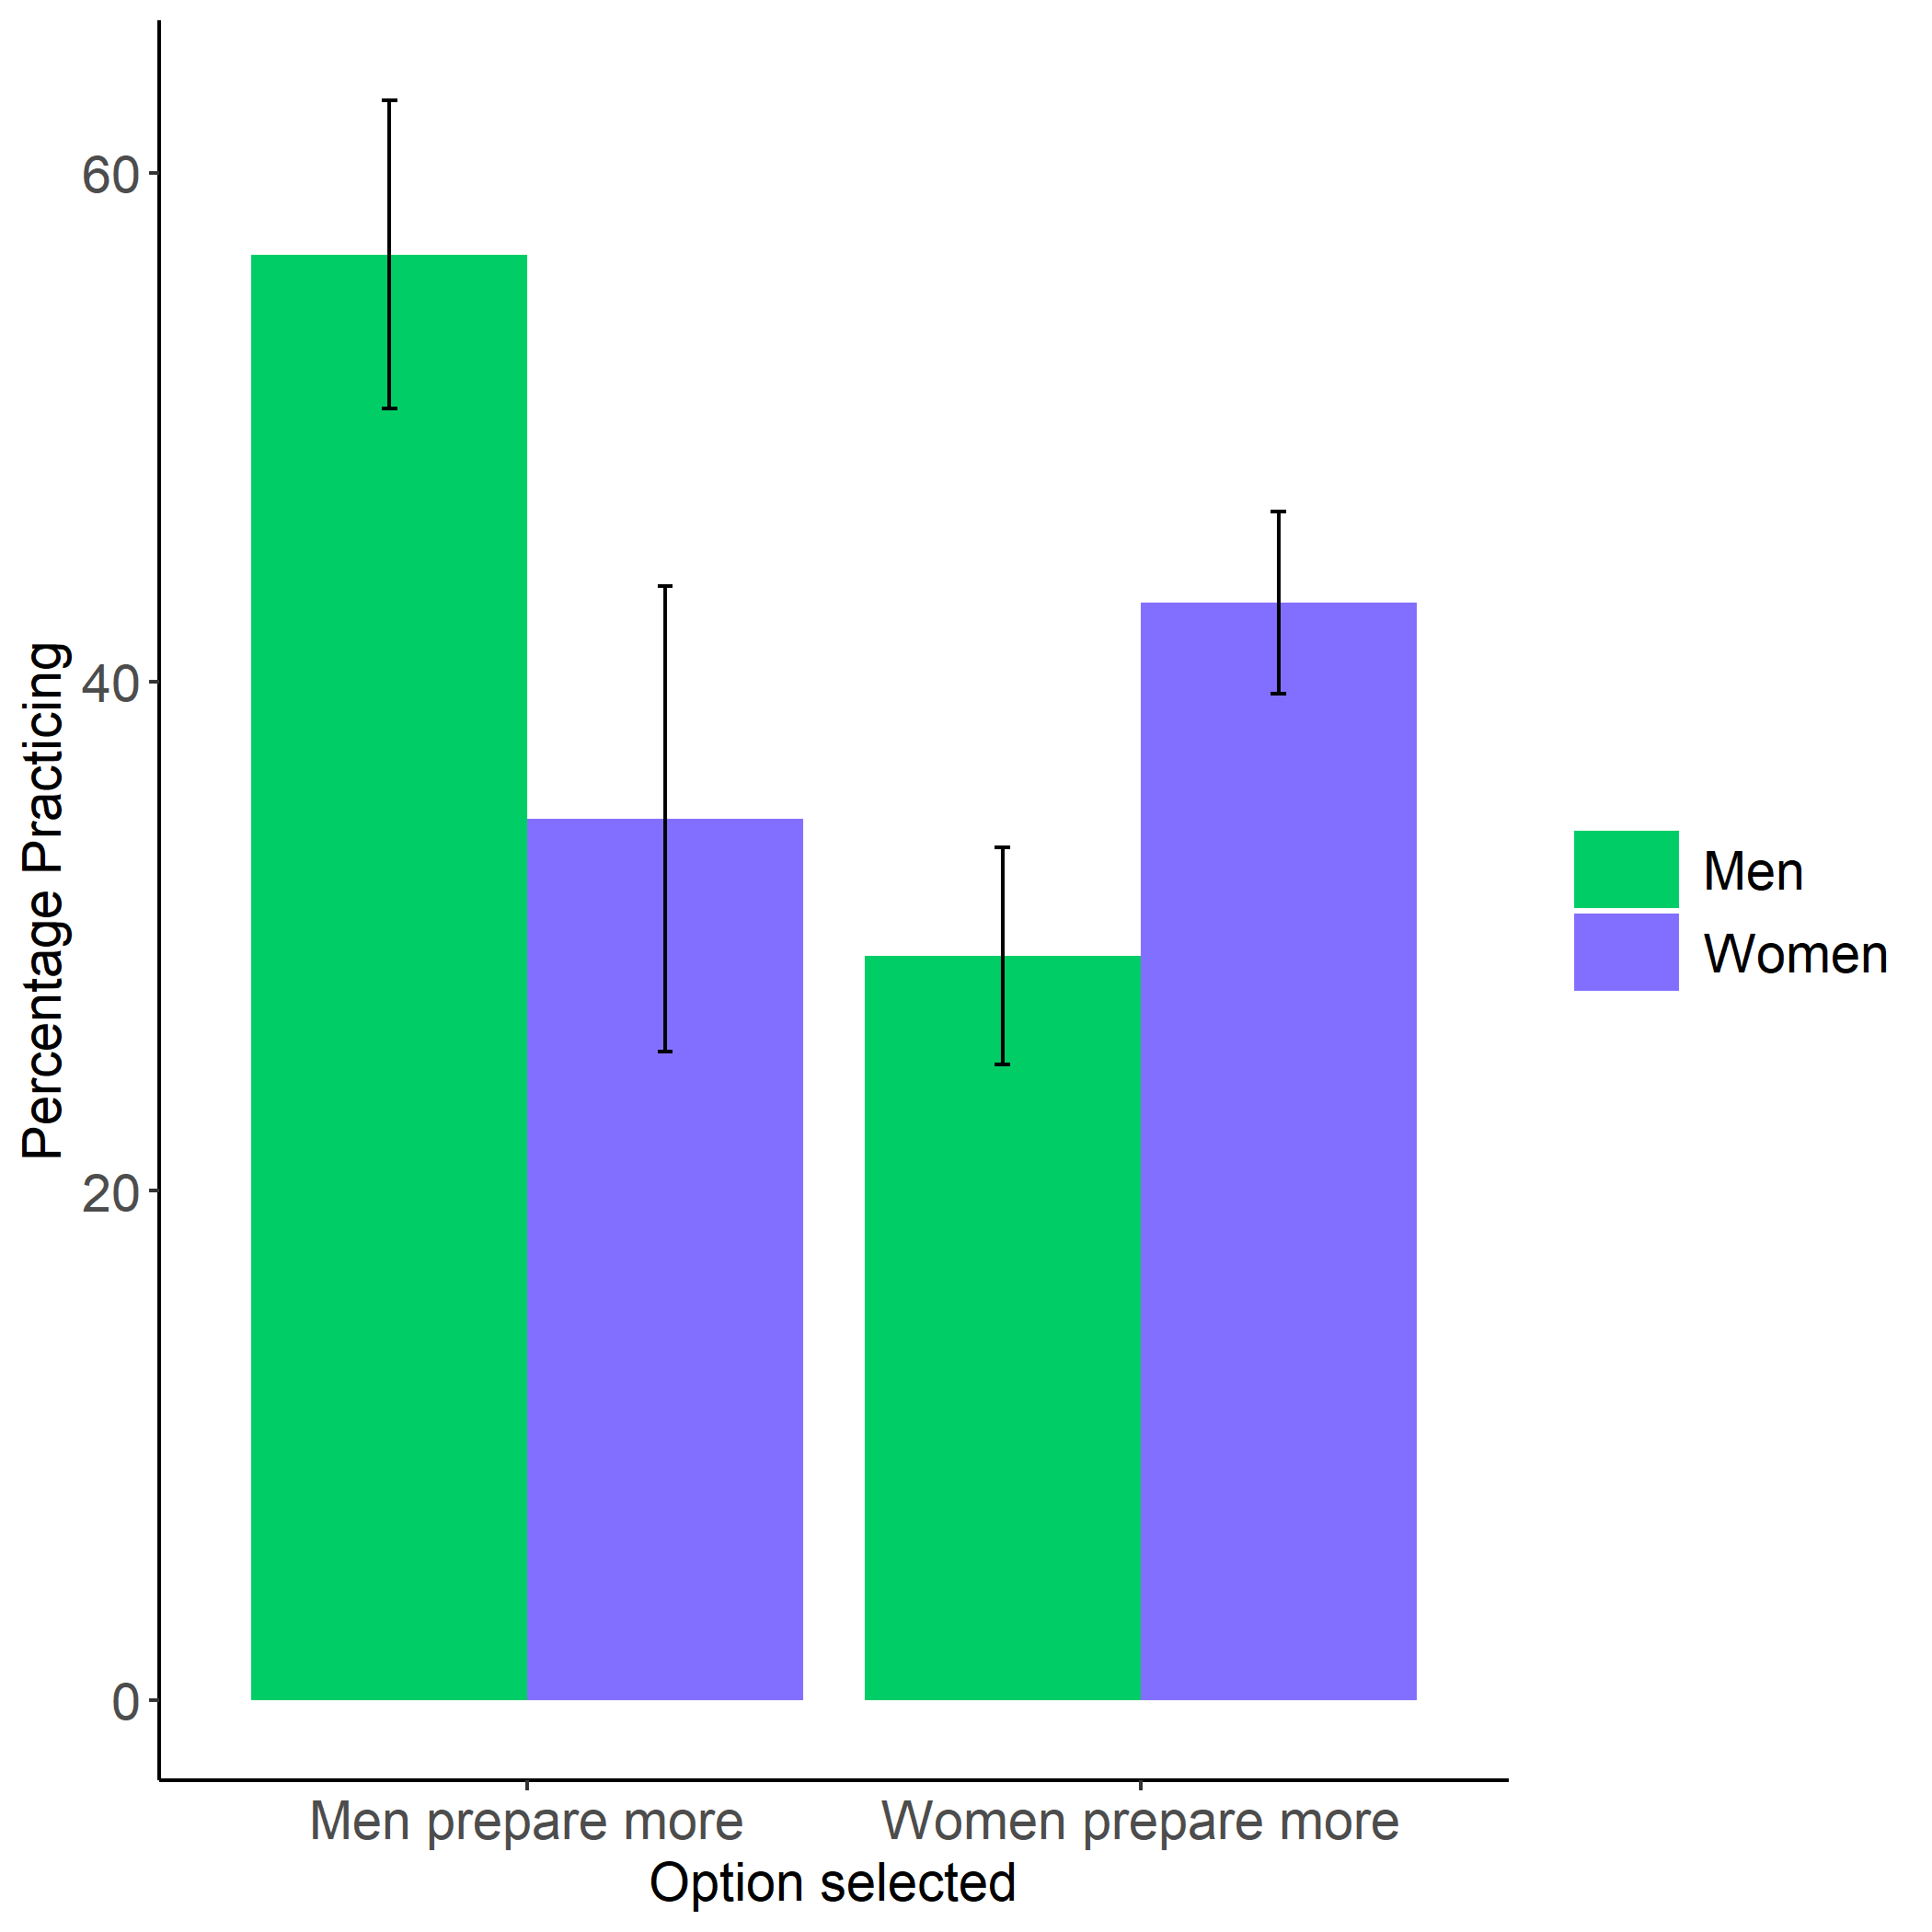 Percentage Practicing
60
40
20
0
Men prepare more
Women prepare more
Option selected
Men
Women